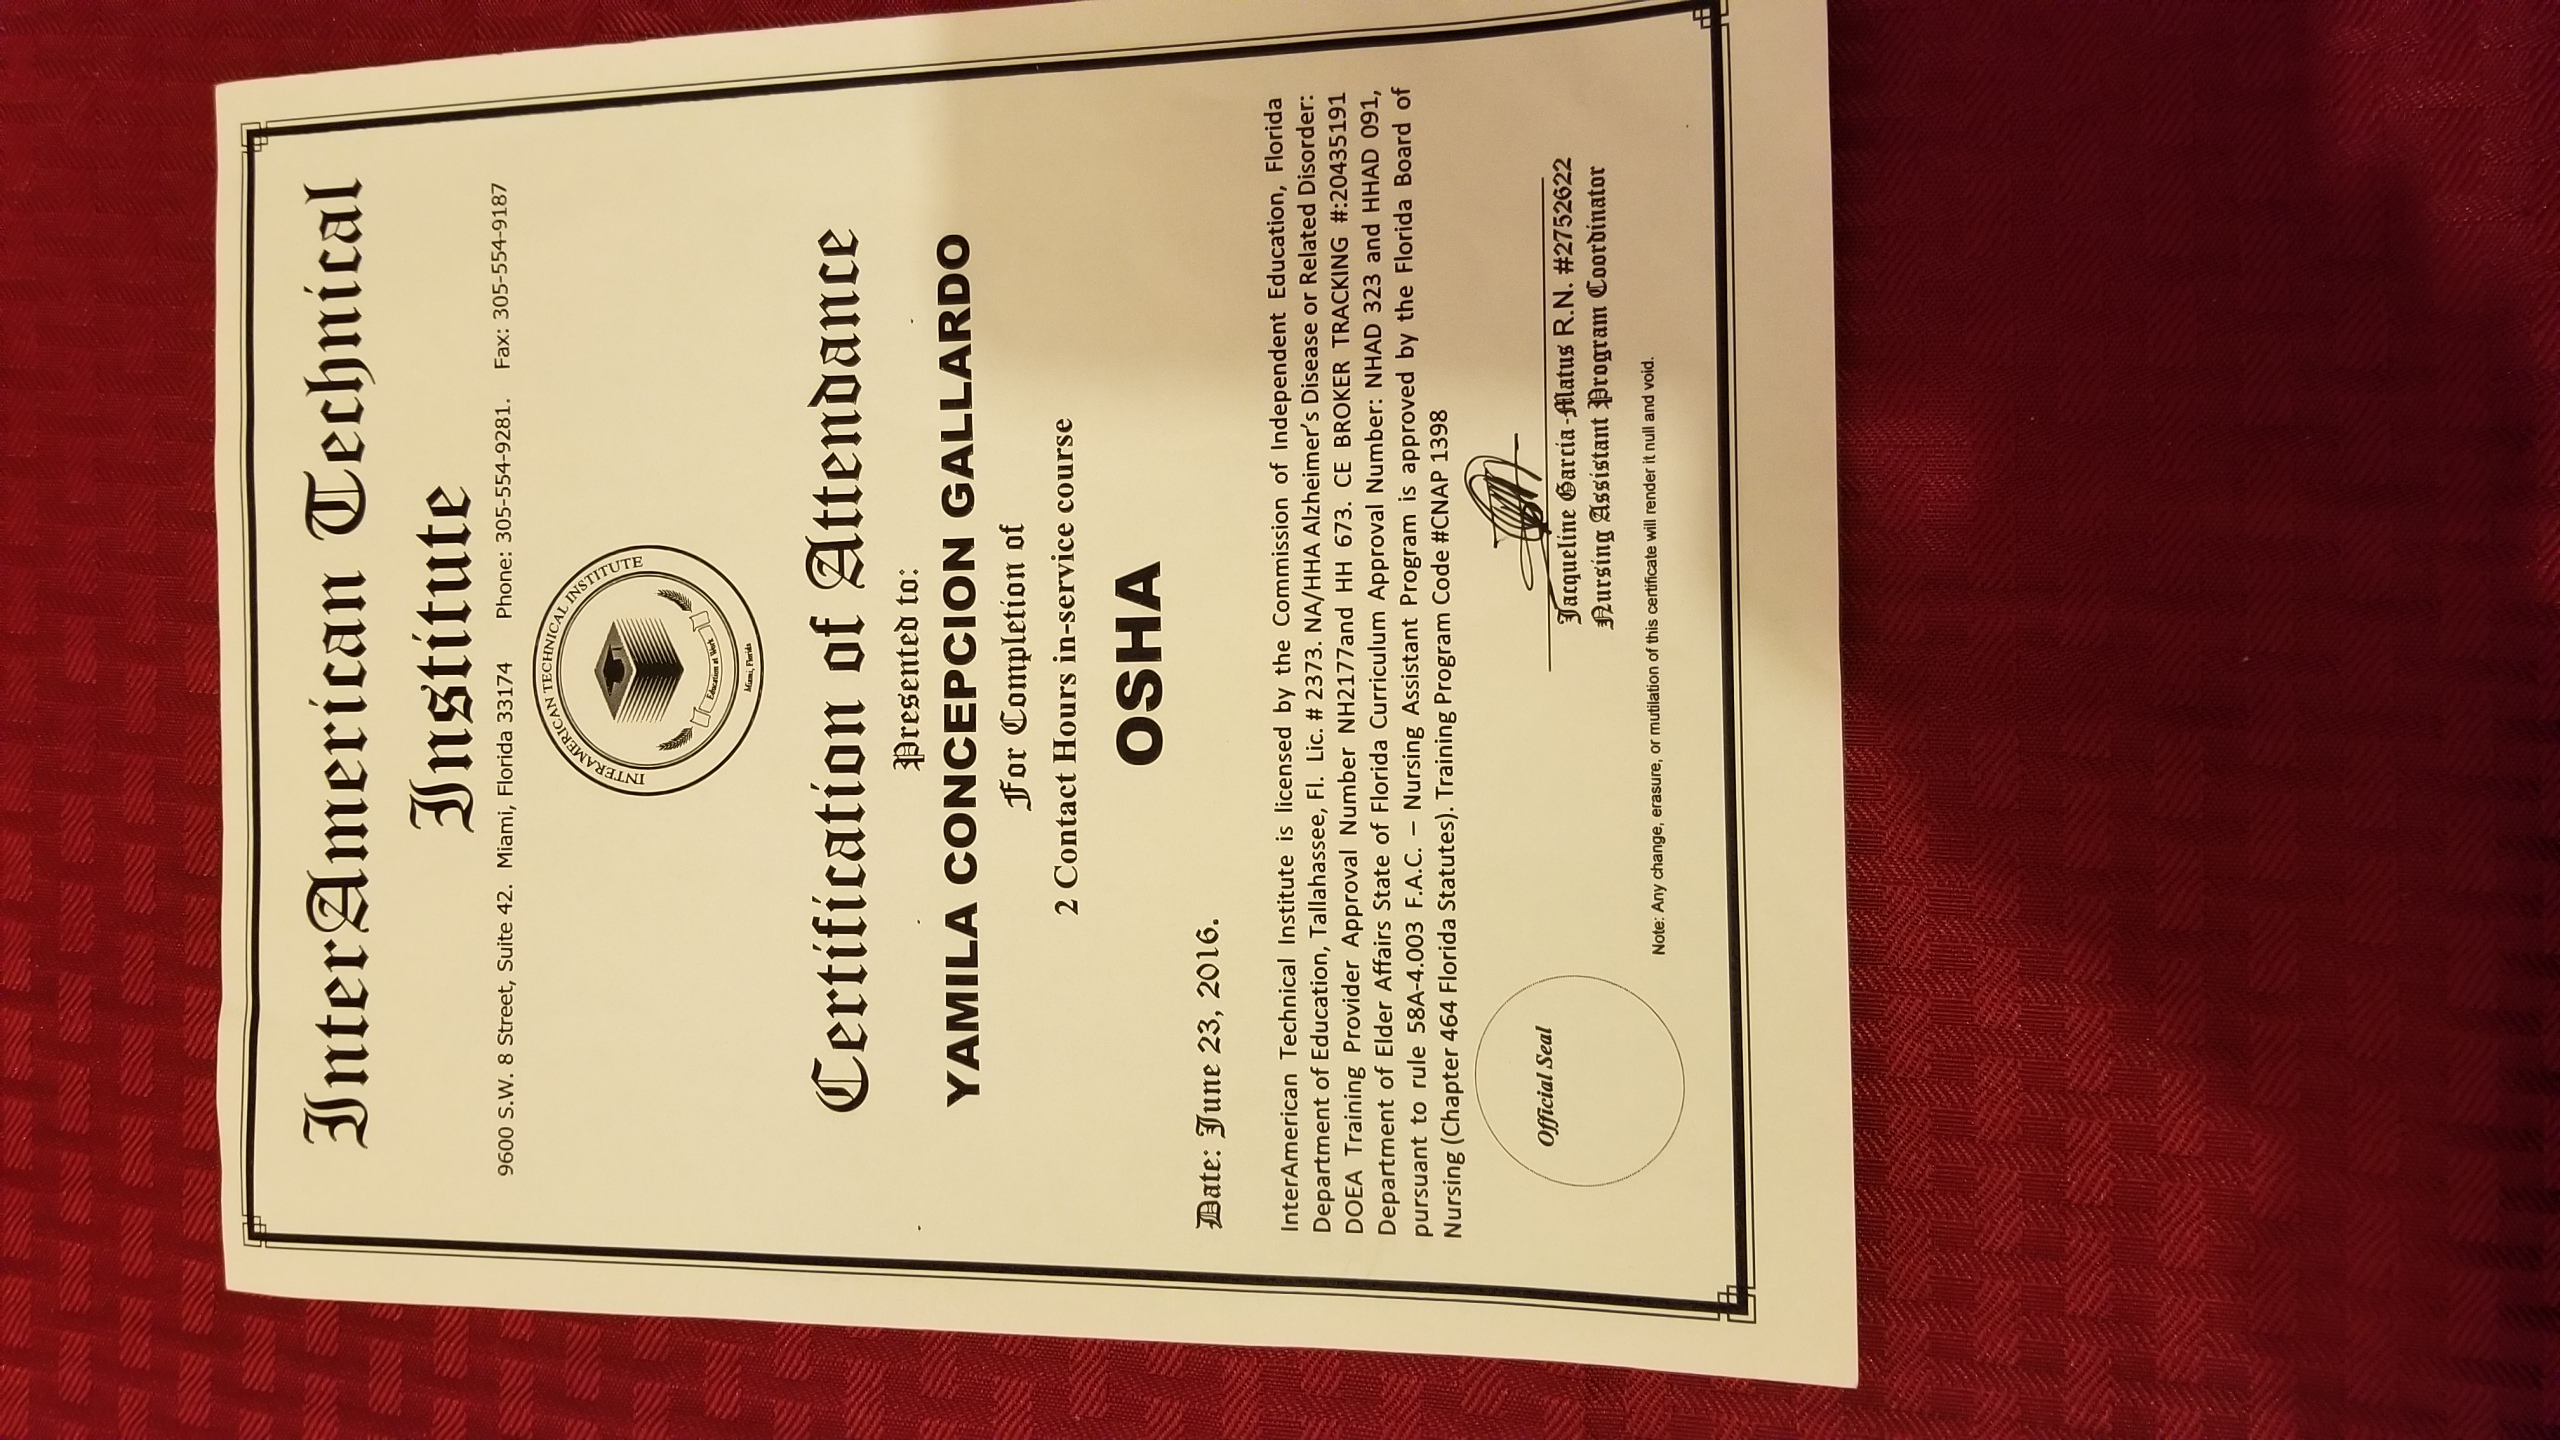 InterAmerican Technical
Institute
9600 S.W. 8 Street, Suite 42. Miami, Florida 33174 Phone: 305-554-9281. Fax: 305-554-9187
INTERAMERICAN TECHNICAL INSTITUTE
Education at Work
Miami, Florida
Certification of Attendance
Presented to:
YAMILA CONCEPCION GALLARDO
For Completion of
2 Contact Hours in-service course
OSHA
Date: June 23, 2016.
InterAmerican Technical Institute is licensed by the Commission of Independent Education, Florida
Department of Education, Tallahassee, Fl. Lic. # 2373. NA/HHA Alzheimer's Disease or Related Disorder:
DOEA Training Provider Approval Number NH2177and HH 673. CE BROKER TRACKING #:20435191
Department of Elder Affairs State of Florida Curriculum Approval Number: NHAD 323 and HHAD 091,
pursuant to rule 58A-4.003 F.A.C. – Nursing Assistant Program is approved by the Florida Board of
Nursing (Chapter 464 Florida Statutes). Training Program Code #CNAP 1398
Official Seal
Jacqueline Garcia-Matus R.N. #2752622
Nursing Assistant Program Coordinator
Note: Any change, erasure, or mutilation of this certificate will render it null and void.